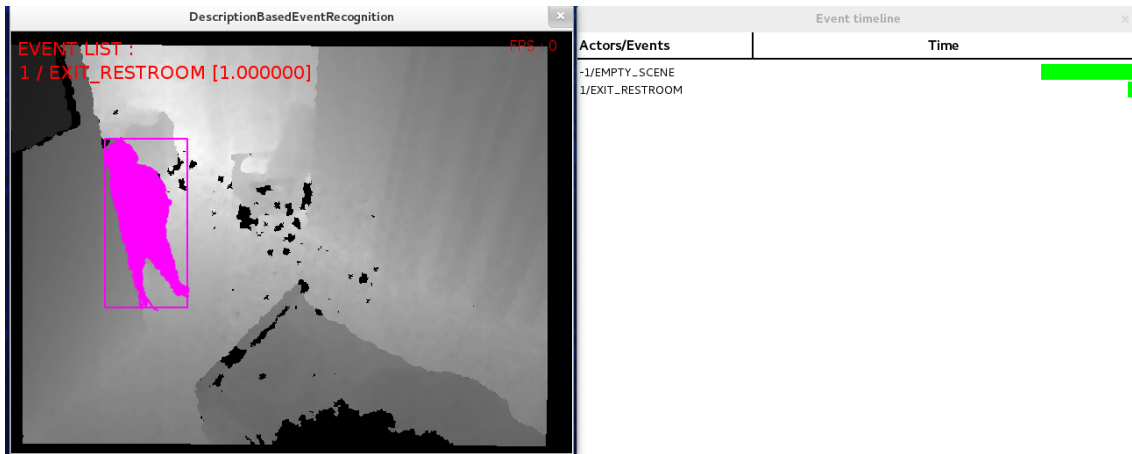 DescriptionBasedEventRecognition
EVENT LIST :
FPS : 0
1 / EXIT_RESTROOM [1.000000]
Event timeline
Actors/Events Time
-1/EMPTY_SCENE
1/EXIT_RESTROOM